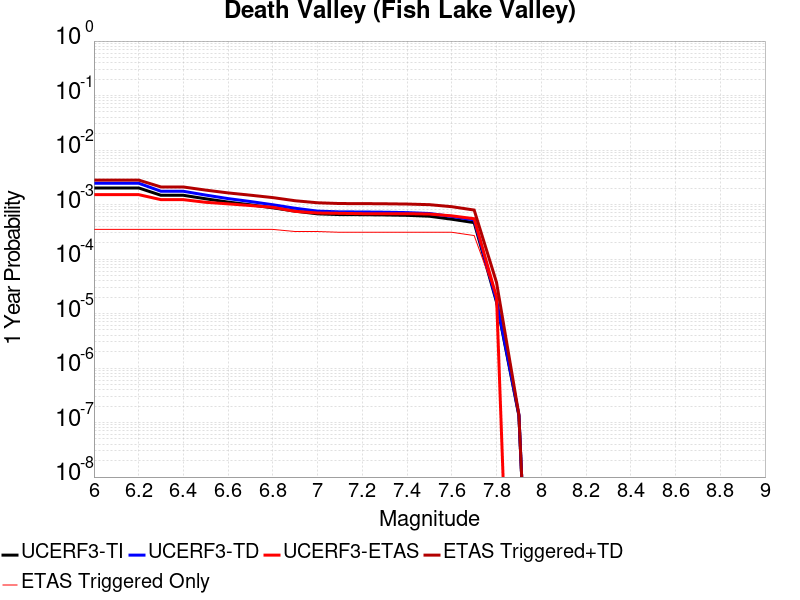 Death Valley (Fish Lake Valley)
10^0
10^-1
10^-2
10^-3
10^-4
10^-5
10^-6
10^-7
10^-8
1 Year Probability
6 6.2 6.4 6.6 6.8 7 7.2 7.4 7.6 7.8 8 8.2 8.4 8.6 8.8 9
Magnitude
UCERF3-TI UCERF3-TD UCERF3-ETAS ETAS Triggered+TD
ETAS Triggered Only